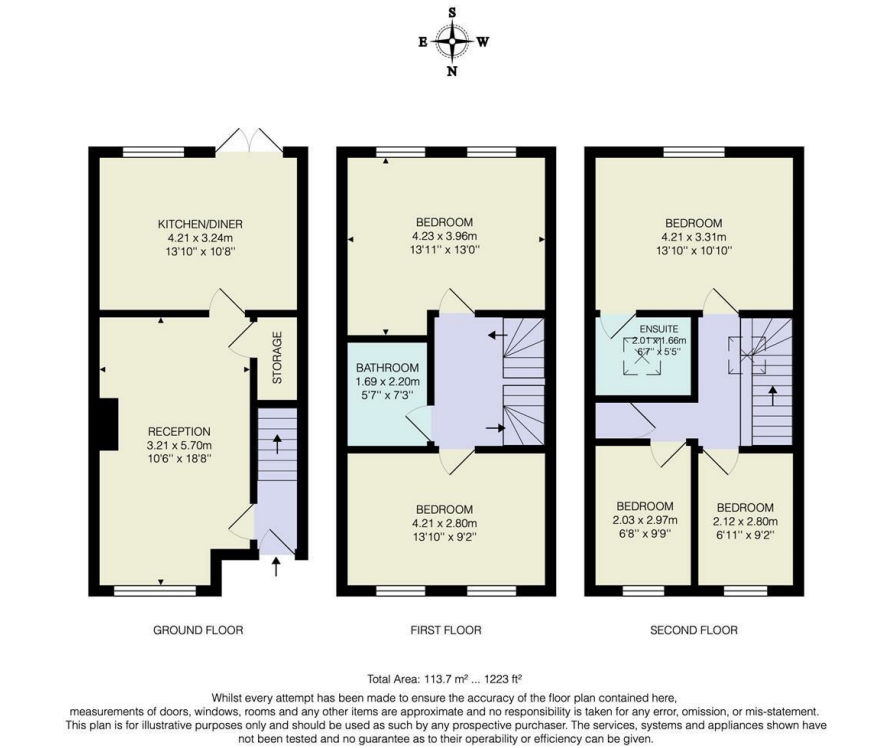 S
E W
N
KITCHEN/DINER
4.21 x 3.24m
13'10'' x 10'8''
STORAGE
RECEPTION
3.21 x 5.70m
10'6'' x 18'8''
GROUND FLOOR
BEDROOM
4.23 x 3.96m
13'11'' x 13'0''
BATHROOM
1.69 x 2.20m
5'7'' x 7'3''
BEDROOM
4.21 x 2.80m
13'10'' x 9'2''
FIRST FLOOR
BEDROOM
4.21 x 3.31m
13'10'' x 10'10''
ENSUITE
2.01 x 1.66m
6'7'' x 5'5''
BEDROOM
2.03 x 2.97m
6'8'' x 9'9''
BEDROOM
2.12 x 2.80m
6'11'' x 9'2''
SECOND FLOOR
Total Area: 113.7 m² ... 1223 ft²
Whilst every attempt has been made to ensure the accuracy of the floor plan contained here,
measurements of doors, windows, rooms and any other items are approximate and no responsibility is taken for any error, omission, or mis-statement.
This plan is for illustrative purposes only and should be used as such by any prospective purchaser. The services, systems and appliances shown have
not been tested and no guarantee as to their operability or efficiency can be given.